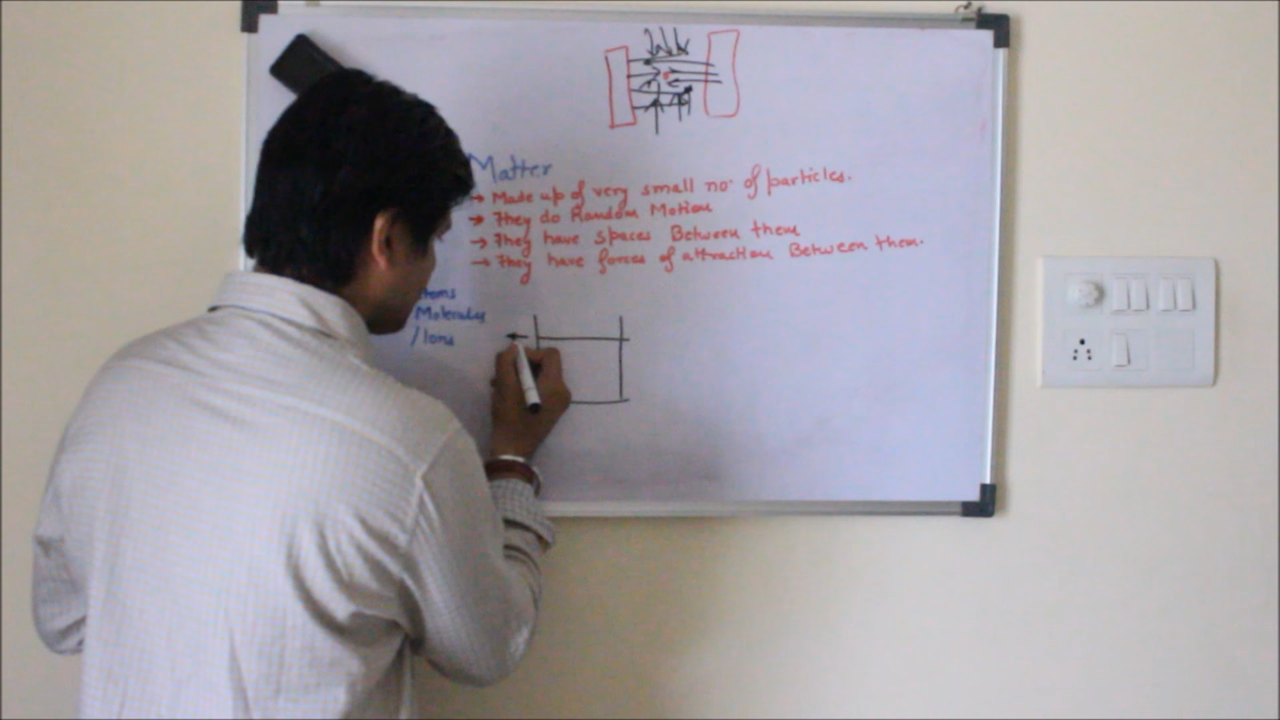 Matter
→ Made up of very small no. of particles.
→ They do Random Motion
→ They have spaces Between them
→ They have forces of attraction Between them.
Atoms
Molecules
/Ions